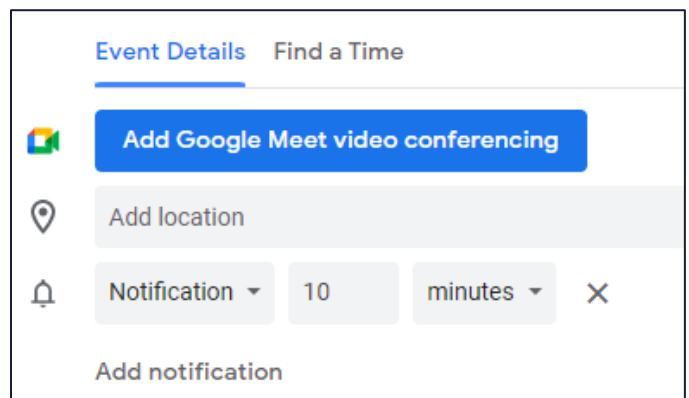 Event Details Find a Time
Add Google Meet video conferencing
Add location
Notification 10 minutes
Add notification